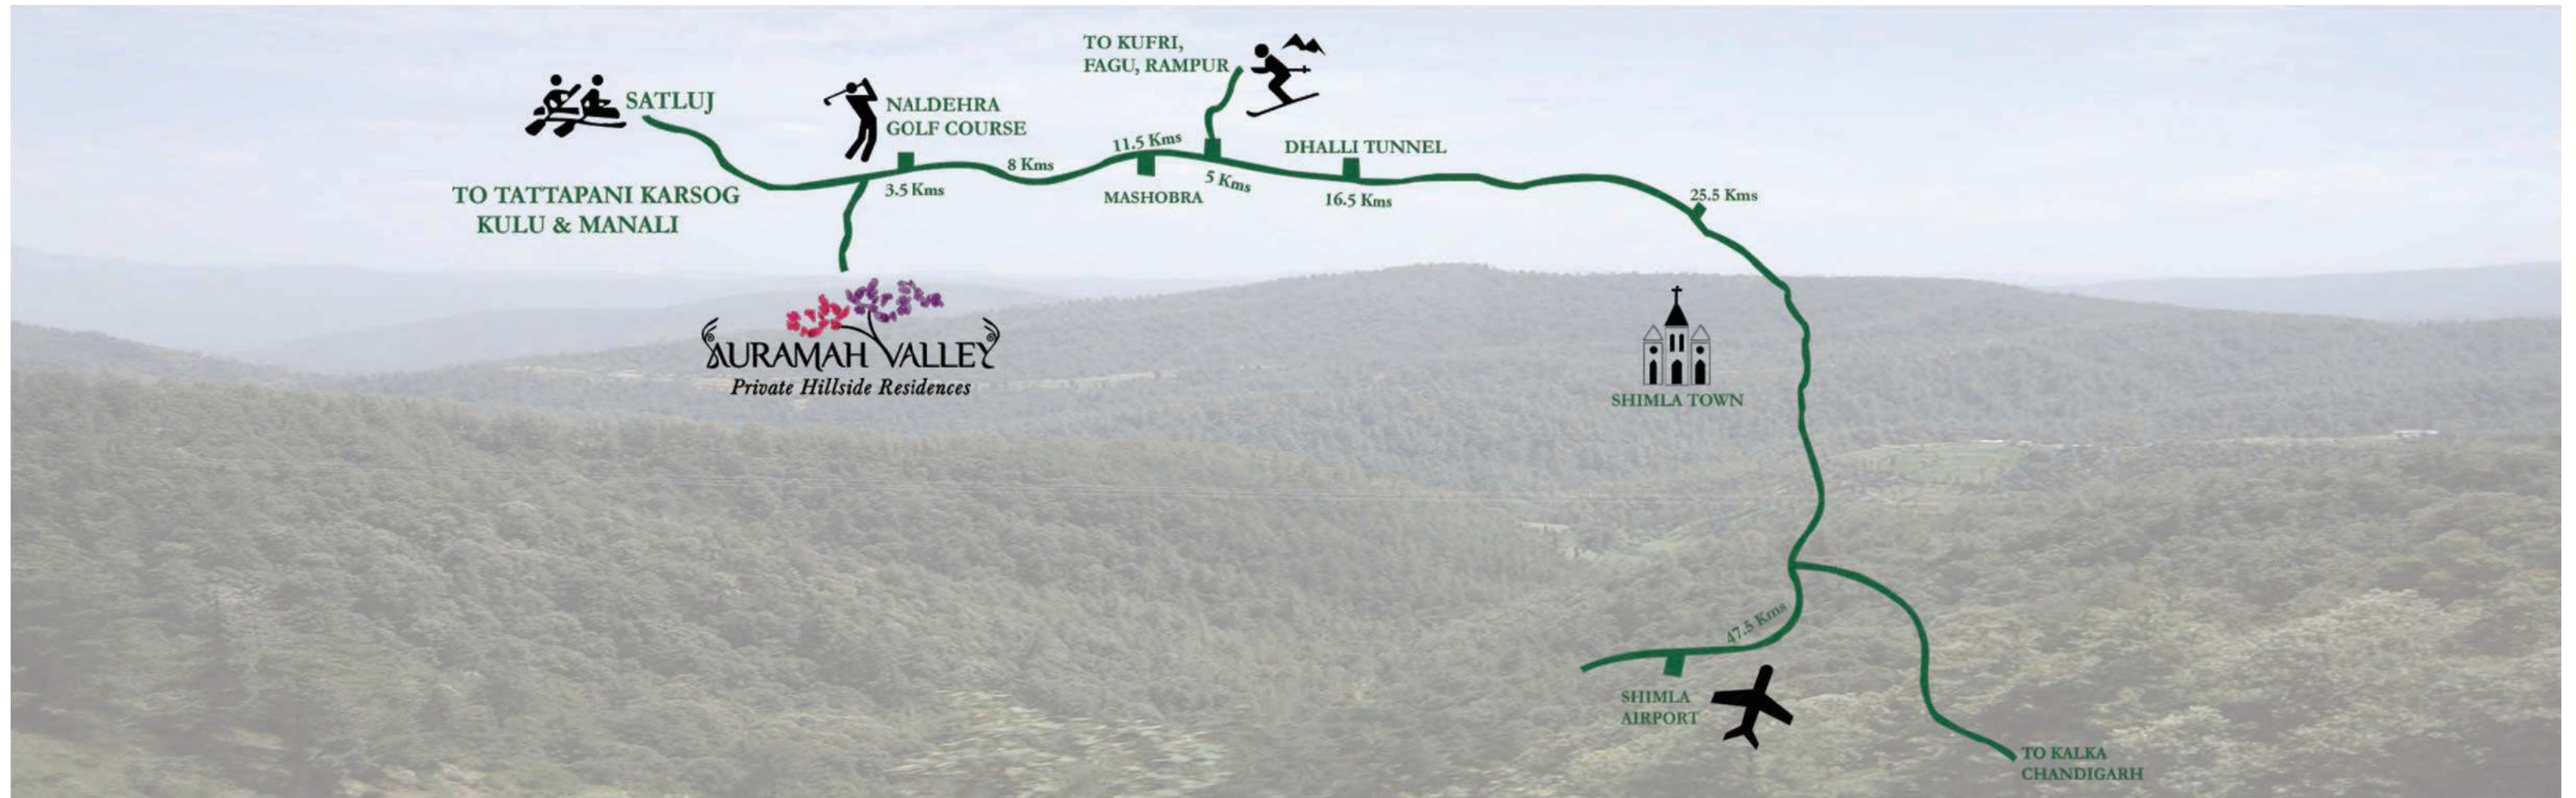 TO KUFRI,
FAGU, RAMPUR
SATLUJ
NALDEHRA
GOLF COURSE
11.5 Kms
DHALLI TUNNEL
8 Kms
3.5 Kms
5 Kms
MASHOBRA
16.5 Kms
25.5 Kms
TO TATTAPANI KARSOG
KULU & MANALI
AURAMAH VALLEY
Private Hillside Residences
SHIMLA TOWN
47.5 Kms
SHIMLA
AIRPORT
TO KALKA
CHANDIGARH